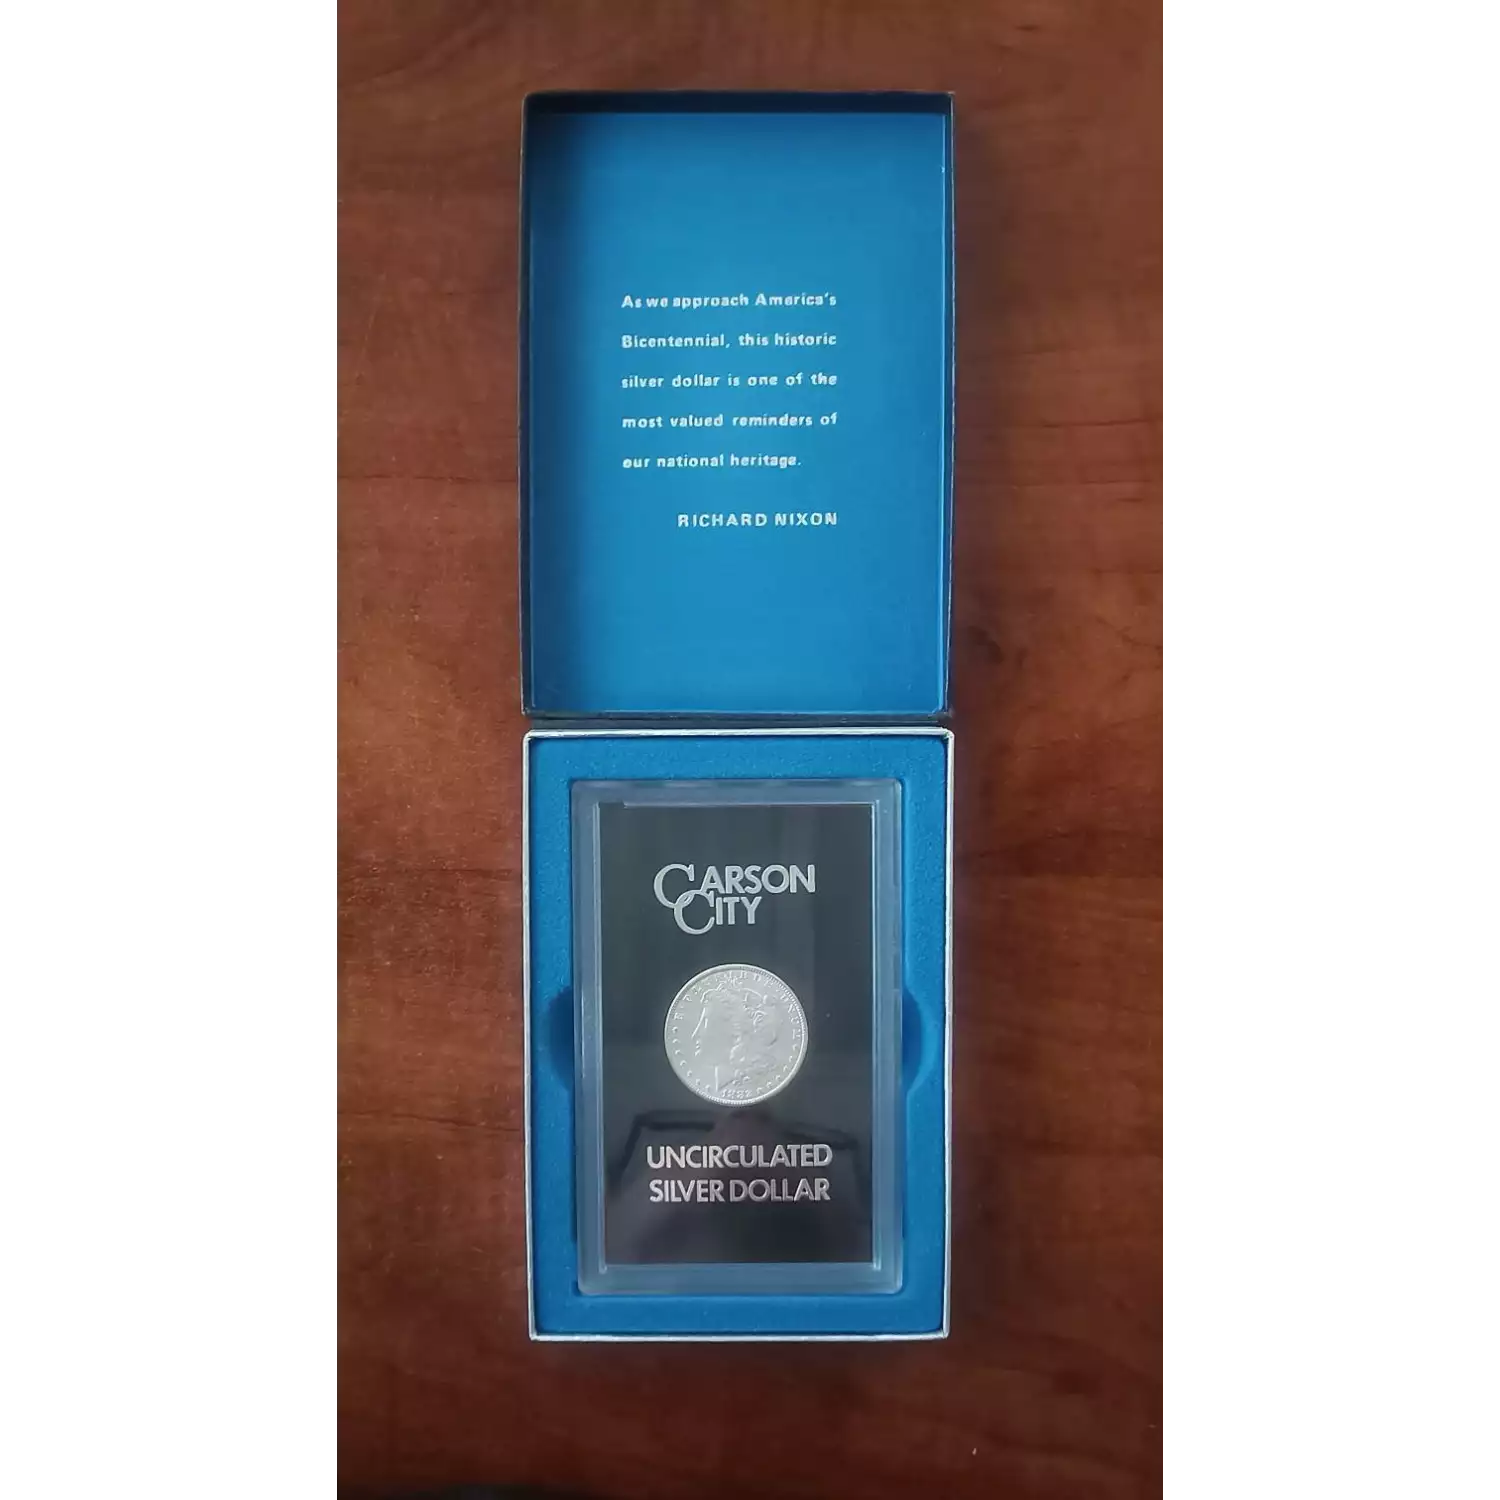 As we approach America's
Bicentennial, this historic
silver dollar is one of the
most valued reminders of
our national heritage.
RICHARD NIXON
CARSON
CITY
1882
UNCIRCULATED
SILVER DOLLAR